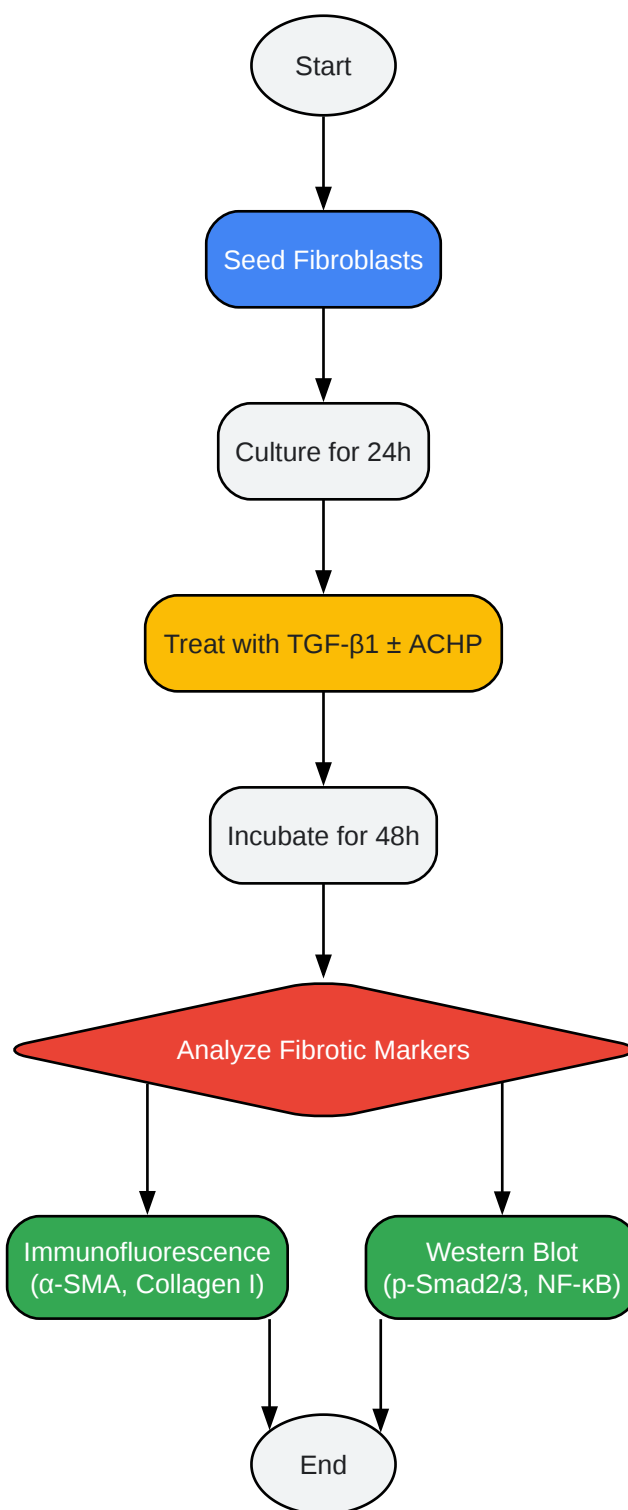 Start
Seed Fibroblasts
Culture for 24h
Treat with TGF-β1 ± ACHP
Incubate for 48h
Analyze Fibrotic Markers
Immunofluorescence
(α-SMA, Collagen I)
Western Blot
(p-Smad2/3, NF-κB)
End